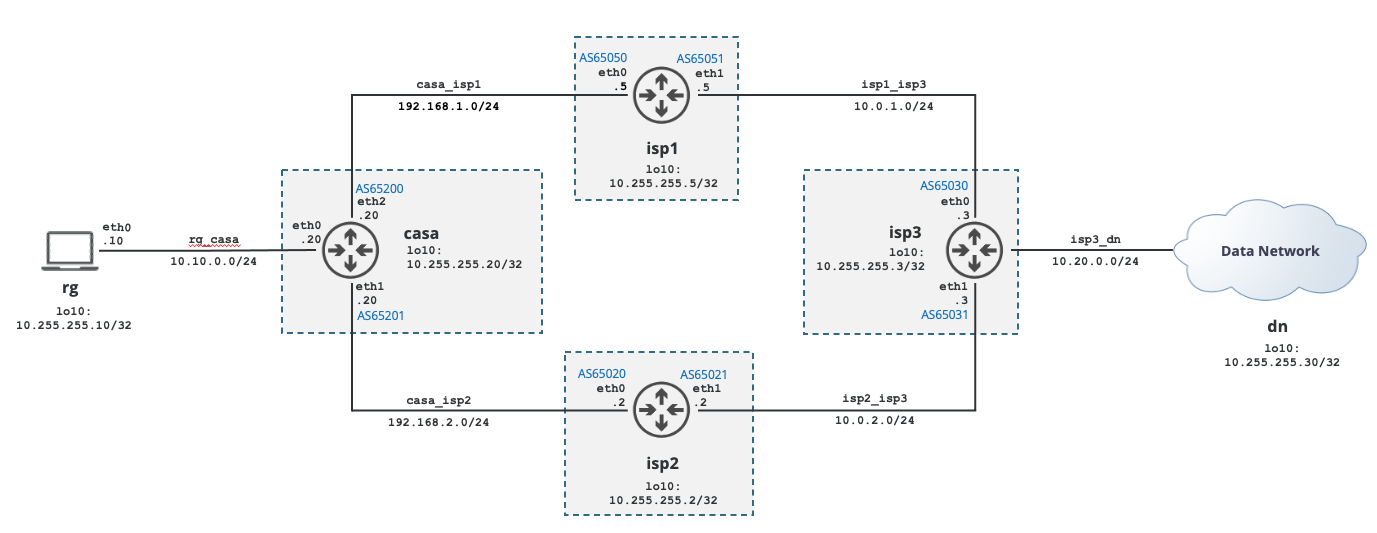 AS65050
AS65051
eth0
.5
eth1
.5
casa_isp1
192.168.1.0/24
isp1_isp3
10.0.1.0/24
isp1
lo10:
10.255.255.5/32
AS65200
eth2
.20
eth0
.20
casa
lo10:
10.255.255.20/32
eth1
.20
AS65201
eth0
.10
rg_casa
10.10.0.0/24
rg
lo10:
10.255.255.10/32
AS65030
eth0
.3
isp3
lo10:
10.255.255.3/32
eth1
.3
AS65031
isp3_dn
10.20.0.0/24
Data Network
dn
lo10:
10.255.255.30/32
AS65020
AS65021
eth0
.2
eth1
.2
casa_isp2
192.168.2.0/24
isp2_isp3
10.0.2.0/24
isp2
lo10:
10.255.255.2/32